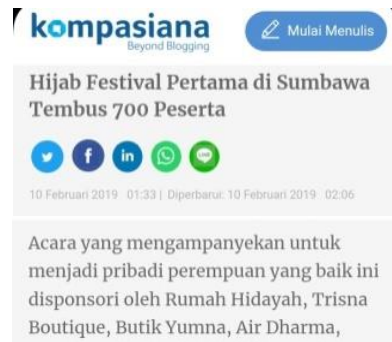 kompasiana
Beyond Blogging
Mulai Menulis
Hijab Festival Pertama di Sumbawa
Tembus 700 Peserta
f in LINE
10 Februari 2019 01:33 | Diperbarui: 10 Februari 2019 02:06
Acara yang mengampanyekan untuk
menjadi pribadi perempuan yang baik ini
disponsori oleh Rumah Hidayah, Trisna
Boutique, Butik Yumna, Air Dharma,